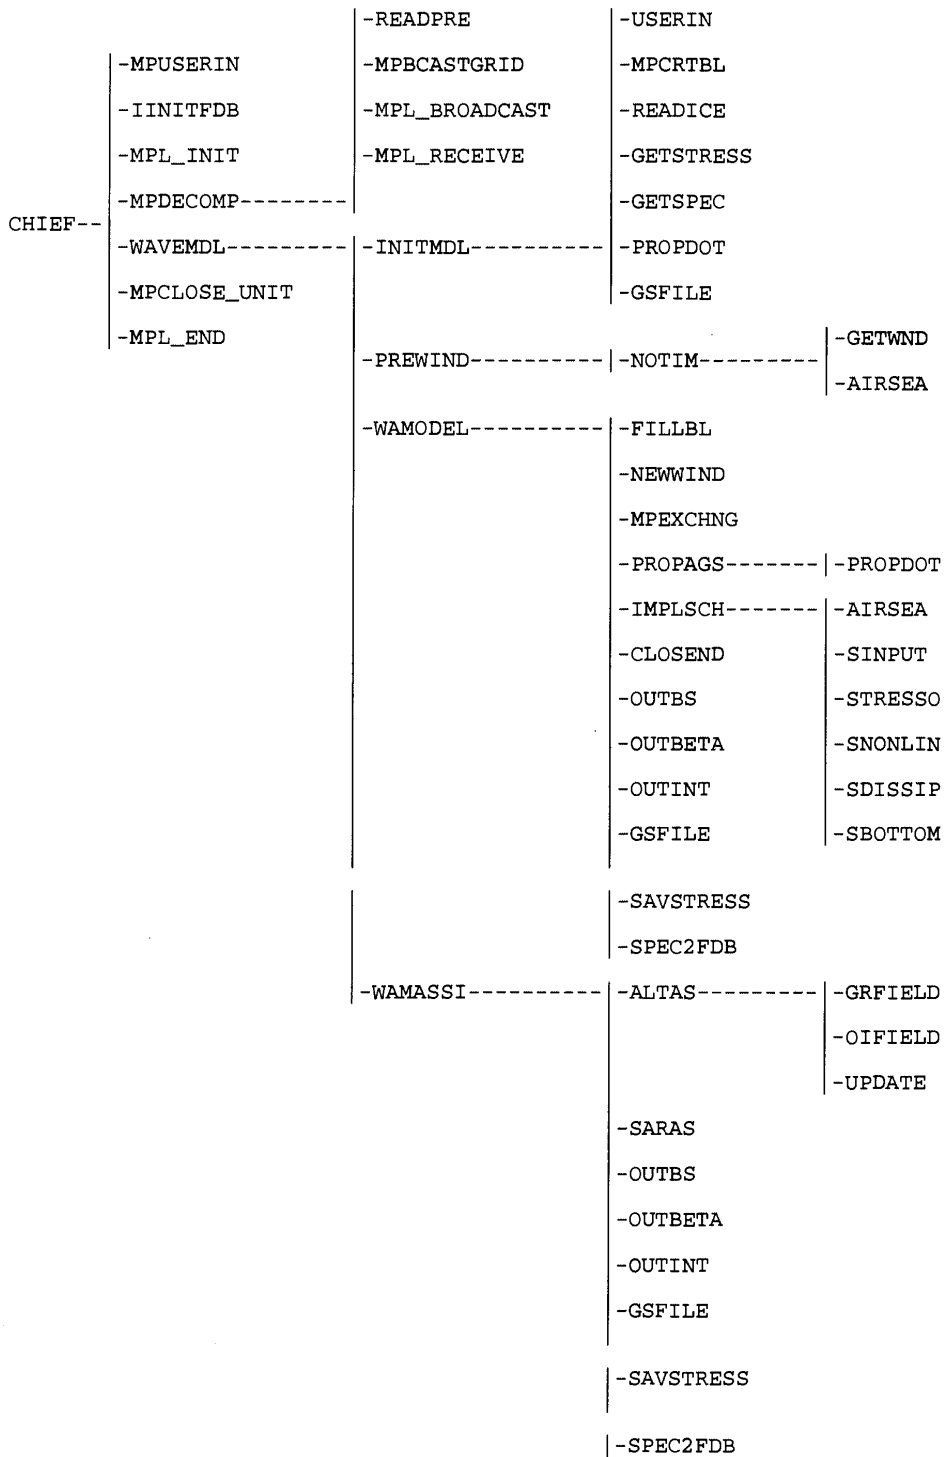 |-READPRE |-USERIN
|-MPUSERIN |-MPBCASTGRID |-MPCRTBL
|-IINITFDB |-MPL_BROADCAST |-READICE
|-MPL_INIT |-MPL_RECEIVE |-GETSTRESS
|-MPDECOMP-------| |-GETSPEC
CHIEF--|
|-WAVEMDL--------|-INITMDL---------|-PROPDOT
|-MPCLOSE_UNIT |-GSFILE
|-MPL_END |-GETWND
|-PREWIND---------|-NOTIM--------|
|-AIRSEA
|-WAMODEL----------|-FILLBL
|-NEWWIND
|-MPEXCHNG
|-PROPAGS-------|-PROPDOT
|-IMPLSCH-------|-AIRSEA
|-CLOSEND |-SINPUT
|-OUTBS |-STRESSO
|-OUTBETA |-SNONLIN
|-OUTINT |-SDISSIP
|-GSFILE |-SBOTTOM
|-SAVSTRESS
|-SPEC2FDB
|-WAMASSI----------|-ALTAS---------|-GRFIELD
|-OIFIELD
|-UPDATE
|-SARAS
|-OUTBS
|-OUTBETA
|-OUTINT
|-GSFILE
|-SAVSTRESS
|-SPEC2FDB